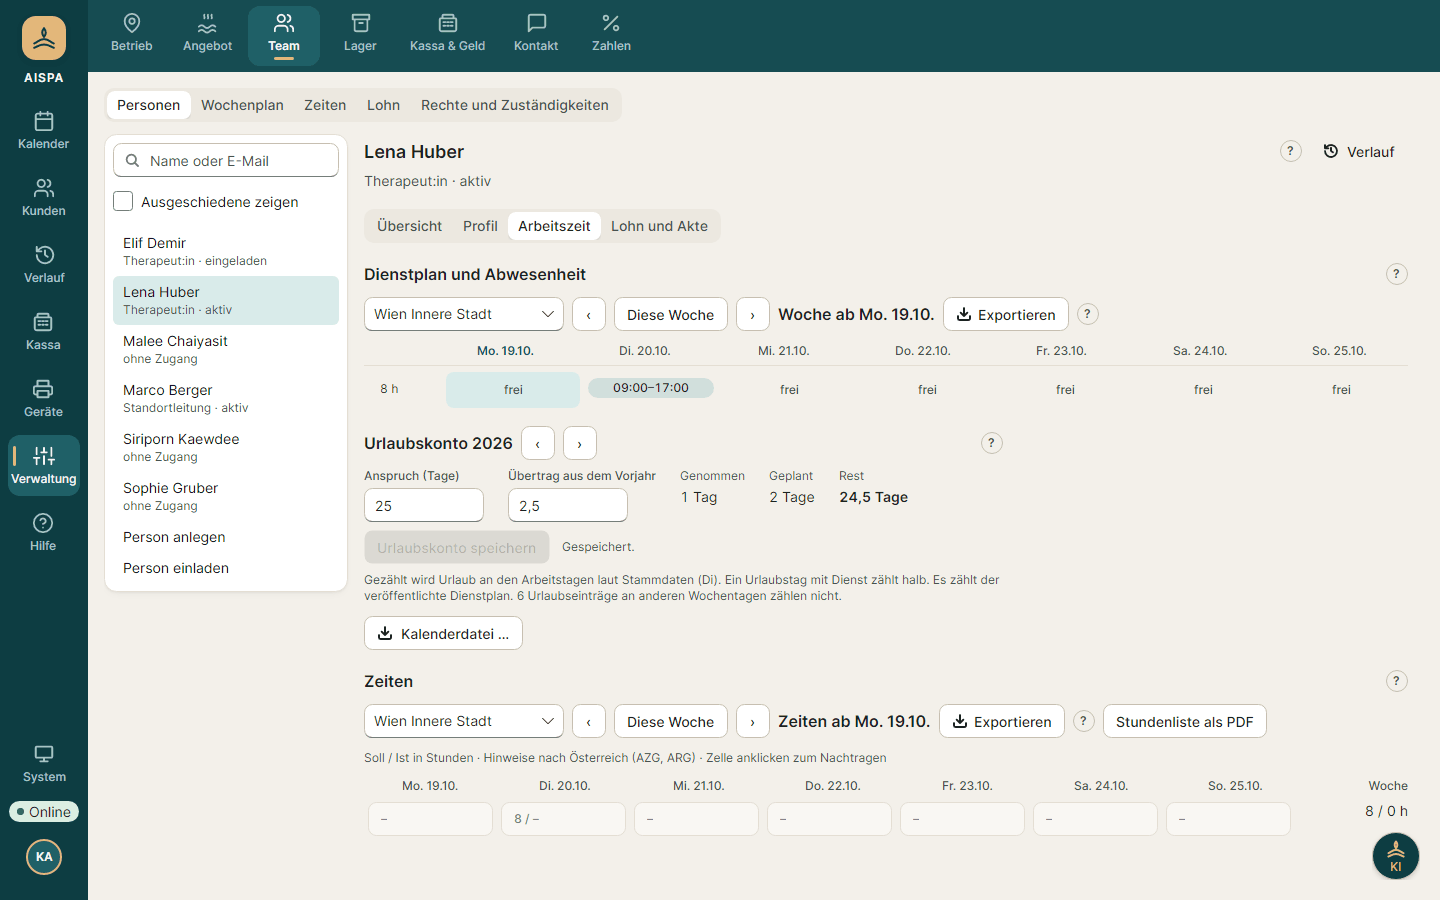 AISPA
Kalender
Kunden
Verlauf
Kassa
Geräte
Verwaltung
Hilfe
System
Online
KA
Betrieb
Angebot
Team
Lager
Kassa & Geld
Kontakt
Zahlen
Personen
Wochenplan
Zeiten
Lohn
Rechte und Zuständigkeiten
Name oder E-Mail
Ausgeschiedene zeigen
Elif Demir
Therapeut:in · eingeladen
Lena Huber
Therapeut:in · aktiv
Malee Chaiyasit
ohne Zugang
Marco Berger
Standortleitung · aktiv
Siriporn Kaewdee
ohne Zugang
Sophie Gruber
ohne Zugang
Person anlegen
Person einladen
Lena Huber
? Verlauf
Therapeut:in · aktiv
Übersicht Profil Arbeitszeit Lohn und Akte
Dienstplan und Abwesenheit ?
Wien Innere Stadt ‹ Diese Woche › Woche ab Mo. 19.10. Exportieren ?
Mo. 19.10. Di. 20.10. Mi. 21.10. Do. 22.10. Fr. 23.10. Sa. 24.10. So. 25.10.
8 h frei 09:00–17:00 frei frei frei frei frei
Urlaubskonto 2026 ‹ › ?
Anspruch (Tage) Übertrag aus dem Vorjahr Genommen Geplant Rest
25 2,5 1 Tag 2 Tage 24,5 Tage
Urlaubskonto speichern Gespeichert.
Gezählt wird Urlaub an den Arbeitstagen laut Stammdaten (Di). Ein Urlaubstag mit Dienst zählt halb. Es zählt der
veröffentlichte Dienstplan. 6 Urlaubseinträge an anderen Wochentagen zählen nicht.
Kalenderdatei ...
Zeiten ?
Wien Innere Stadt ‹ Diese Woche › Zeiten ab Mo. 19.10. Exportieren ? Stundenliste als PDF
Soll / Ist in Stunden · Hinweise nach Österreich (AZG, ARG) · Zelle anklicken zum Nachtragen
Mo. 19.10. Di. 20.10. Mi. 21.10. Do. 22.10. Fr. 23.10. Sa. 24.10. So. 25.10. Woche
– 8 / – – – – – – 8 / 0 h
KI